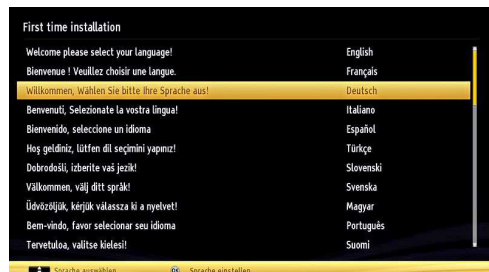 First time installation
Welcome please select your language! English
Bienvenue ! Veuillez choisir une langue. Français
Willkommen, Wählen Sie bitte Ihre Sprache aus! Deutsch
Benvenuti, Selezionate la vostra lingua! Italiano
Bienvenido, seleccione un idioma Español
Hoş geldiniz, lütfen dil seçimini yapınız! Türkçe
Dobrodošli, izberite vaš jezik! Slovenski
Välkommen, välj ditt språk! Svenska
Üdvözöljük, kérjük válassza ki a nyelvet! Magyar
Bem-vindo, favor selecionar seu idioma Português
Tervetuloa, valitse kielesi! Suomi
Sprache auswählen OK Sprache einstellen